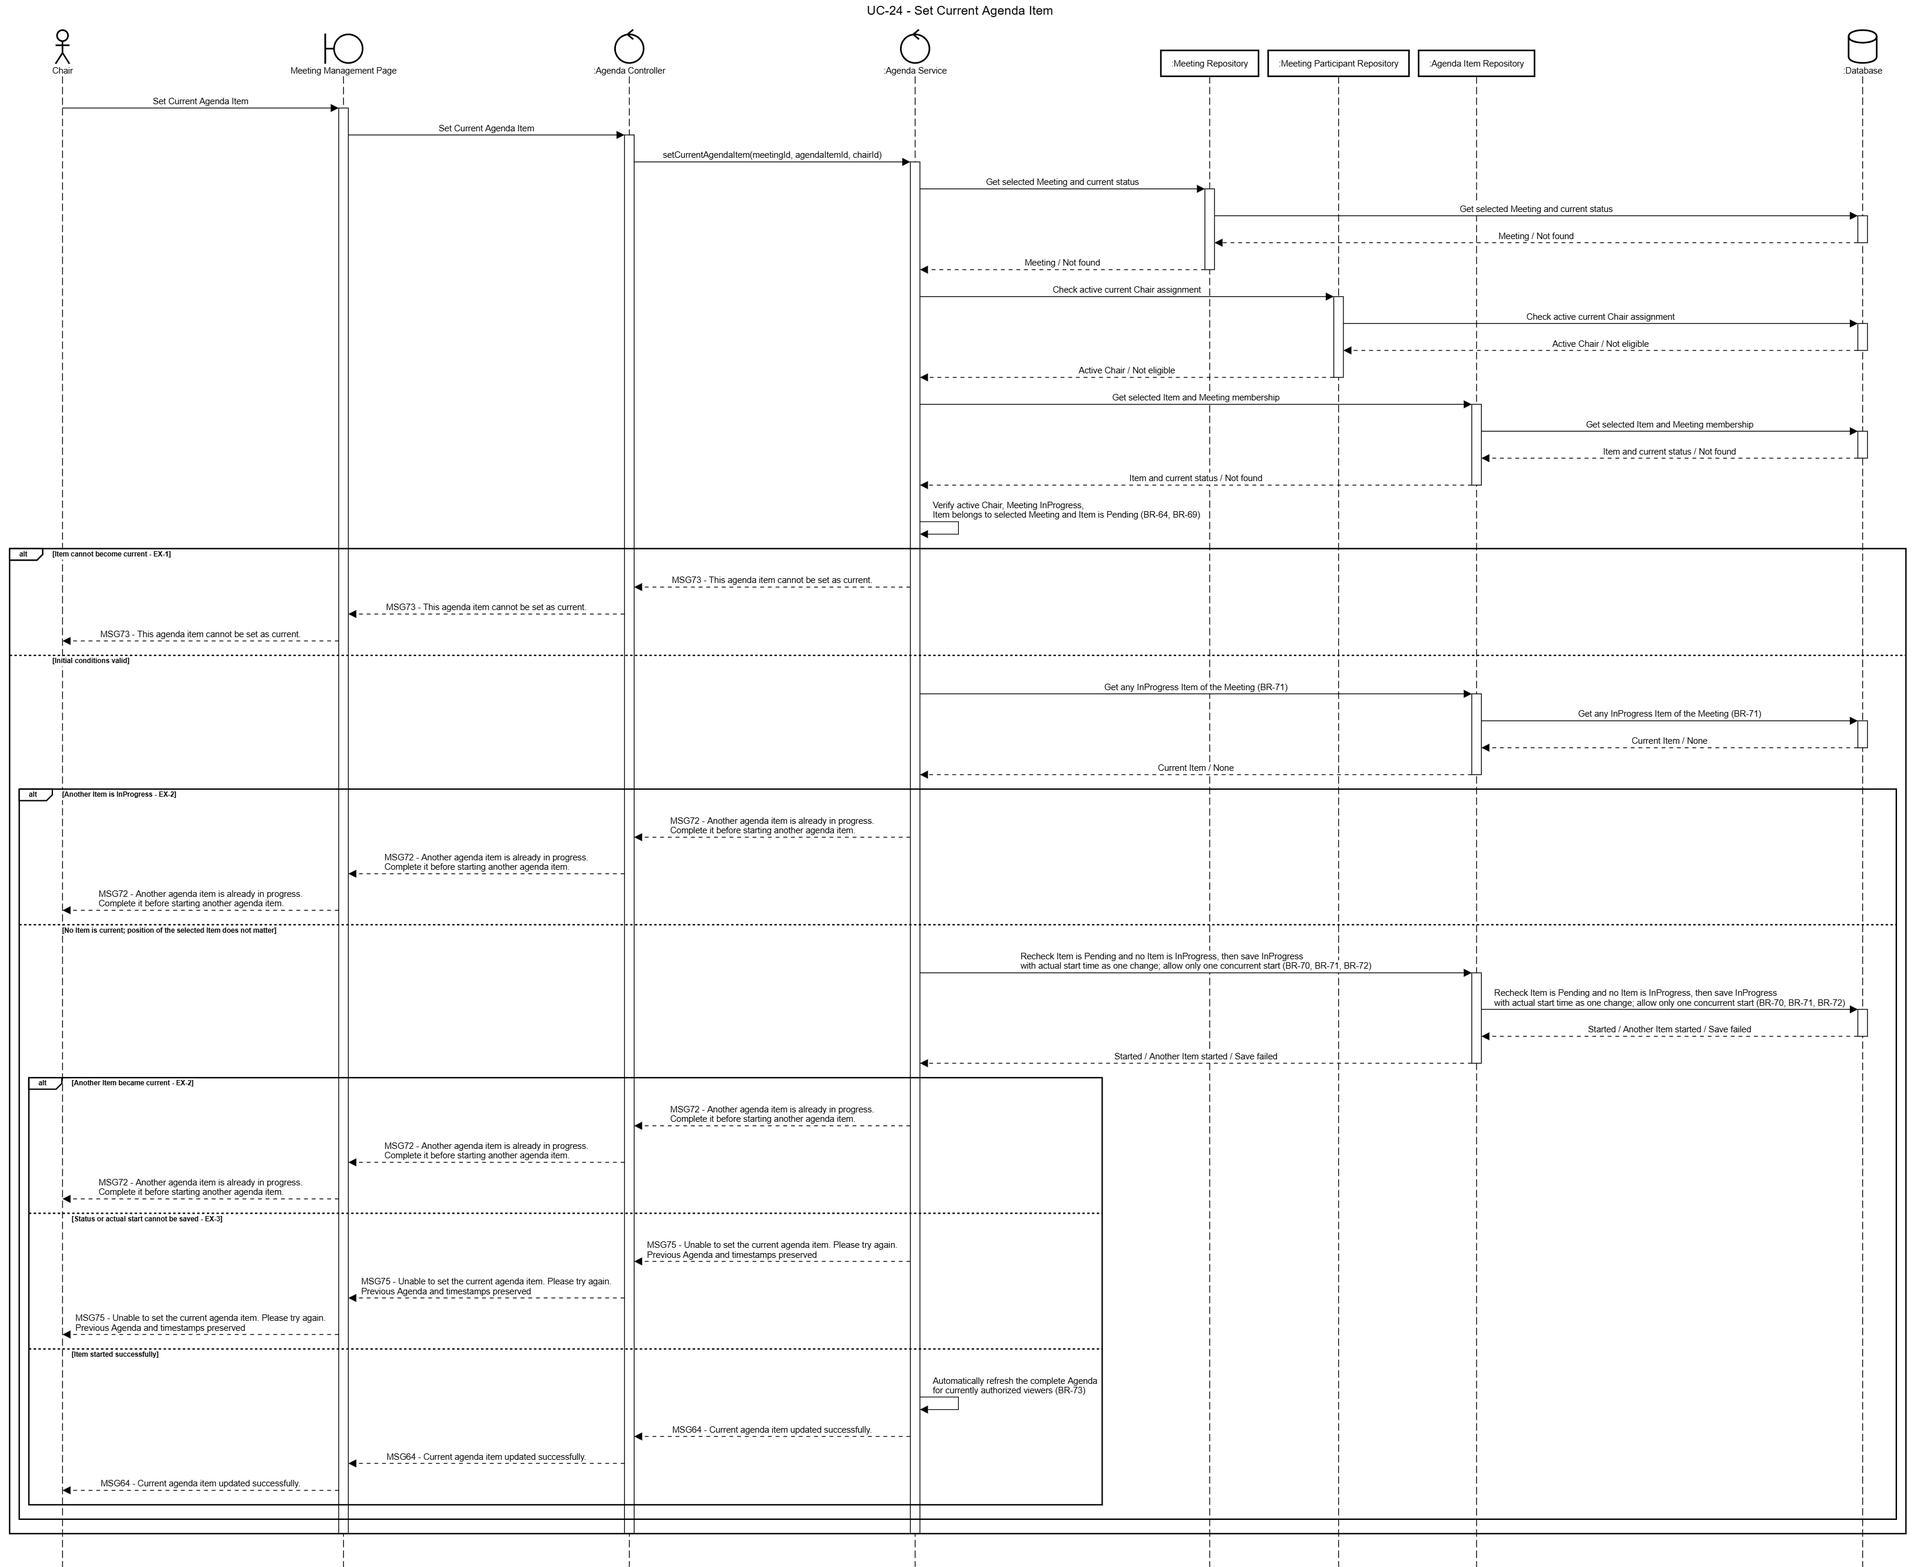 UC-24 - Set Current Agenda Item
Chair
Meeting Management Page
:Agenda Controller
:Agenda Service
:Meeting Repository
:Meeting Participant Repository
:Agenda Item Repository
:Database
Set Current Agenda Item
Set Current Agenda Item
setCurrentAgendaItem(meetingId, agendaItemId, chairId)
Get selected Meeting and current status
Get selected Meeting and current status
Meeting / Not found
Meeting / Not found
Check active current Chair assignment
Check active current Chair assignment
Active Chair / Not eligible
Active Chair / Not eligible
Get selected Item and Meeting membership
Get selected Item and Meeting membership
Item and current status / Not found
Item and current status / Not found
Verify active Chair, Meeting InProgress,
Item belongs to selected Meeting and Item is Pending (BR-64, BR-69)
alt
[Item cannot become current - EX-1]
MSG73 - This agenda item cannot be set as current.
MSG73 - This agenda item cannot be set as current.
MSG73 - This agenda item cannot be set as current.
[Initial conditions valid]
Get any InProgress Item of the Meeting (BR-71)
Get any InProgress Item of the Meeting (BR-71)
Current Item / None
Current Item / None
alt
[Another Item is InProgress - EX-2]
MSG72 - Another agenda item is already in progress.
Complete it before starting another agenda item.
MSG72 - Another agenda item is already in progress.
Complete it before starting another agenda item.
MSG72 - Another agenda item is already in progress.
Complete it before starting another agenda item.
[No Item is current; position of the selected Item does not matter]
Recheck Item is Pending and no Item is InProgress, then save InProgress
with actual start time as one change; allow only one concurrent start (BR-70, BR-71, BR-72)
Recheck Item is Pending and no Item is InProgress, then save InProgress
with actual start time as one change; allow only one concurrent start (BR-70, BR-71, BR-72)
Started / Another Item started / Save failed
Started / Another Item started / Save failed
alt
[Another Item became current - EX-2]
MSG72 - Another agenda item is already in progress.
Complete it before starting another agenda item.
MSG72 - Another agenda item is already in progress.
Complete it before starting another agenda item.
MSG72 - Another agenda item is already in progress.
Complete it before starting another agenda item.
[Status or actual start cannot be saved - EX-3]
MSG75 - Unable to set the current agenda item. Please try again.
Previous Agenda and timestamps preserved
MSG75 - Unable to set the current agenda item. Please try again.
Previous Agenda and timestamps preserved
MSG75 - Unable to set the current agenda item. Please try again.
Previous Agenda and timestamps preserved
[Item started successfully]
Automatically refresh the complete Agenda
for currently authorized viewers (BR-73)
MSG64 - Current agenda item updated successfully.
MSG64 - Current agenda item updated successfully.
MSG64 - Current agenda item updated successfully.